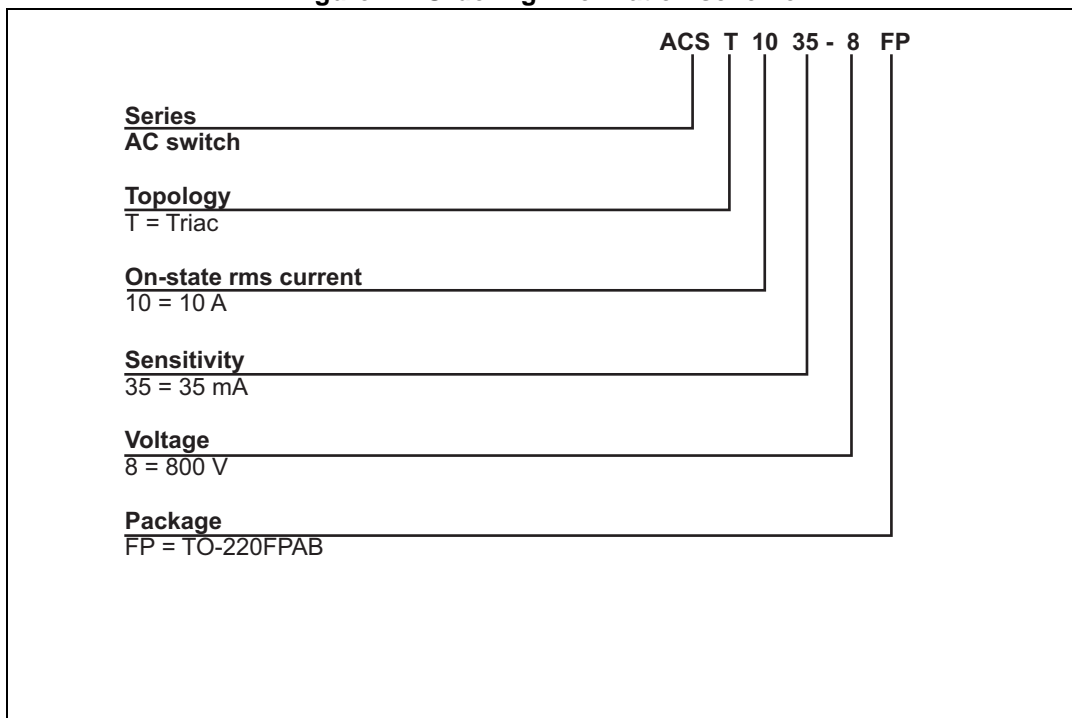 ACS T 10 35 - 8 FP
Series
AC switch
Topology
T = Triac
On-state rms current
10 = 10 A
Sensitivity
35 = 35 mA
Voltage
8 = 800 V
Package
FP = TO-220FPAB